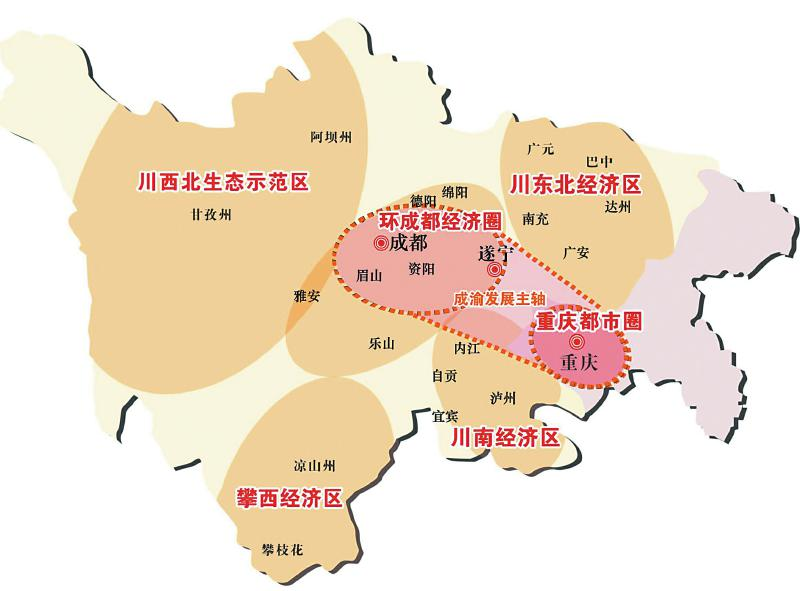 阿坝州
川西北生态示范区
甘孜州
广元
巴中
川东北经济区
达州
南充
广安
绵阳
德阳
环成都经济圈
成都
遂宁
眉山
资阳
雅安
成渝发展主轴
重庆都市圈
重庆
乐山
内江
自贡
泸州
宜宾
川南经济区
凉山州
攀西经济区
攀枝花